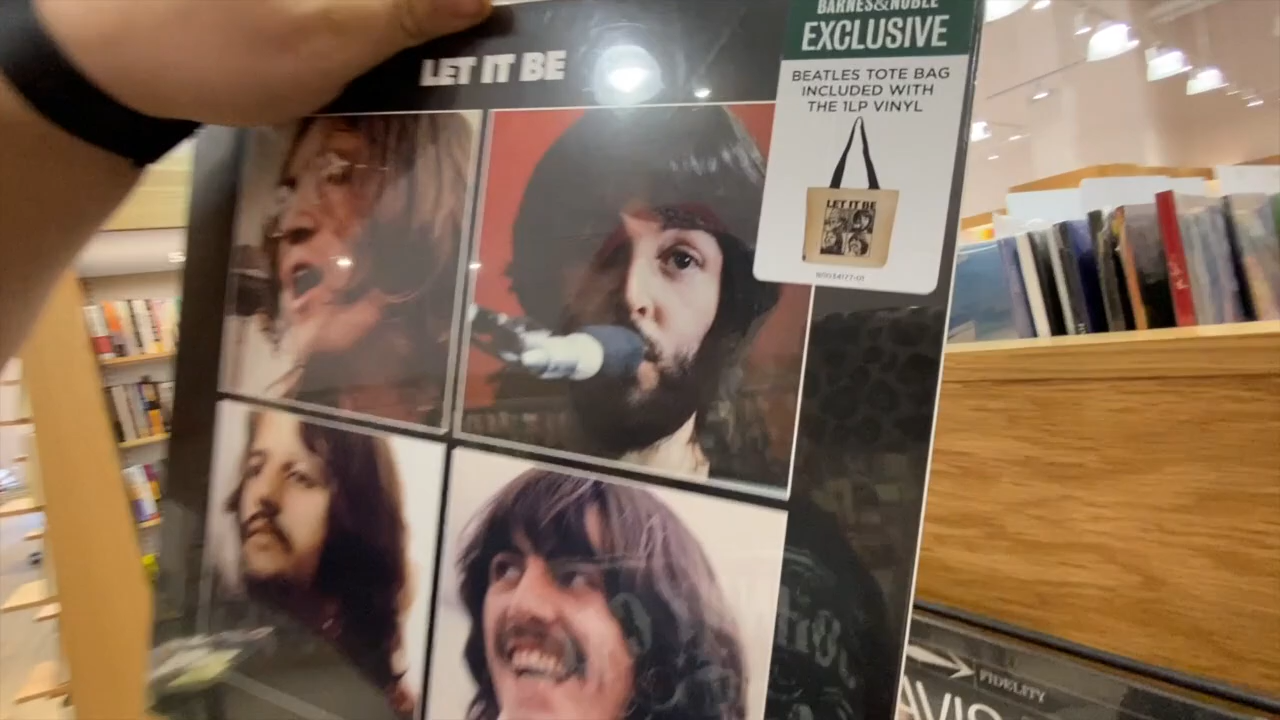 BARNES&NOBLE
EXCLUSIVE
LET IT BE
BEATLES TOTE BAG
INCLUDED WITH
THE 1LP VINYL
LET IT BE
FIDELITY